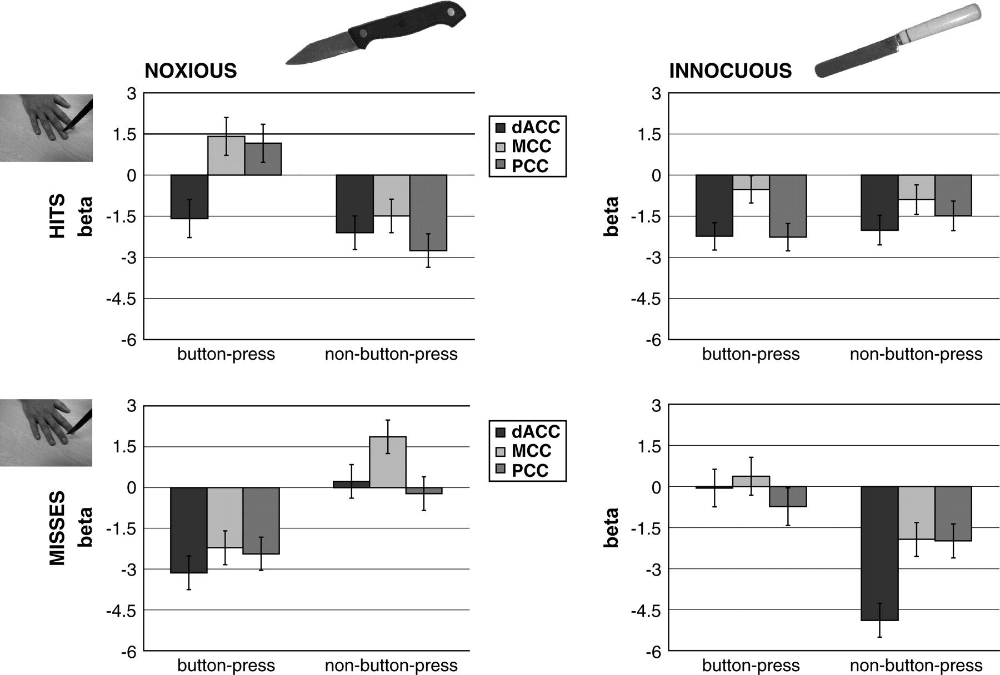 NOXIOUS
INNOCUOUS
3
1.5
0
-1.5
-3
-4.5
-6
HITS
beta
button-press
non-button-press
dACC
MCC
PCC
3
1.5
0
-1.5
-3
-4.5
-6
beta
button-press
non-button-press
3
1.5
0
-1.5
-3
-4.5
-6
MISSES
beta
button-press
non-button-press
dACC
MCC
PCC
3
1.5
0
-1.5
-3
-4.5
-6
beta
button-press
non-button-press